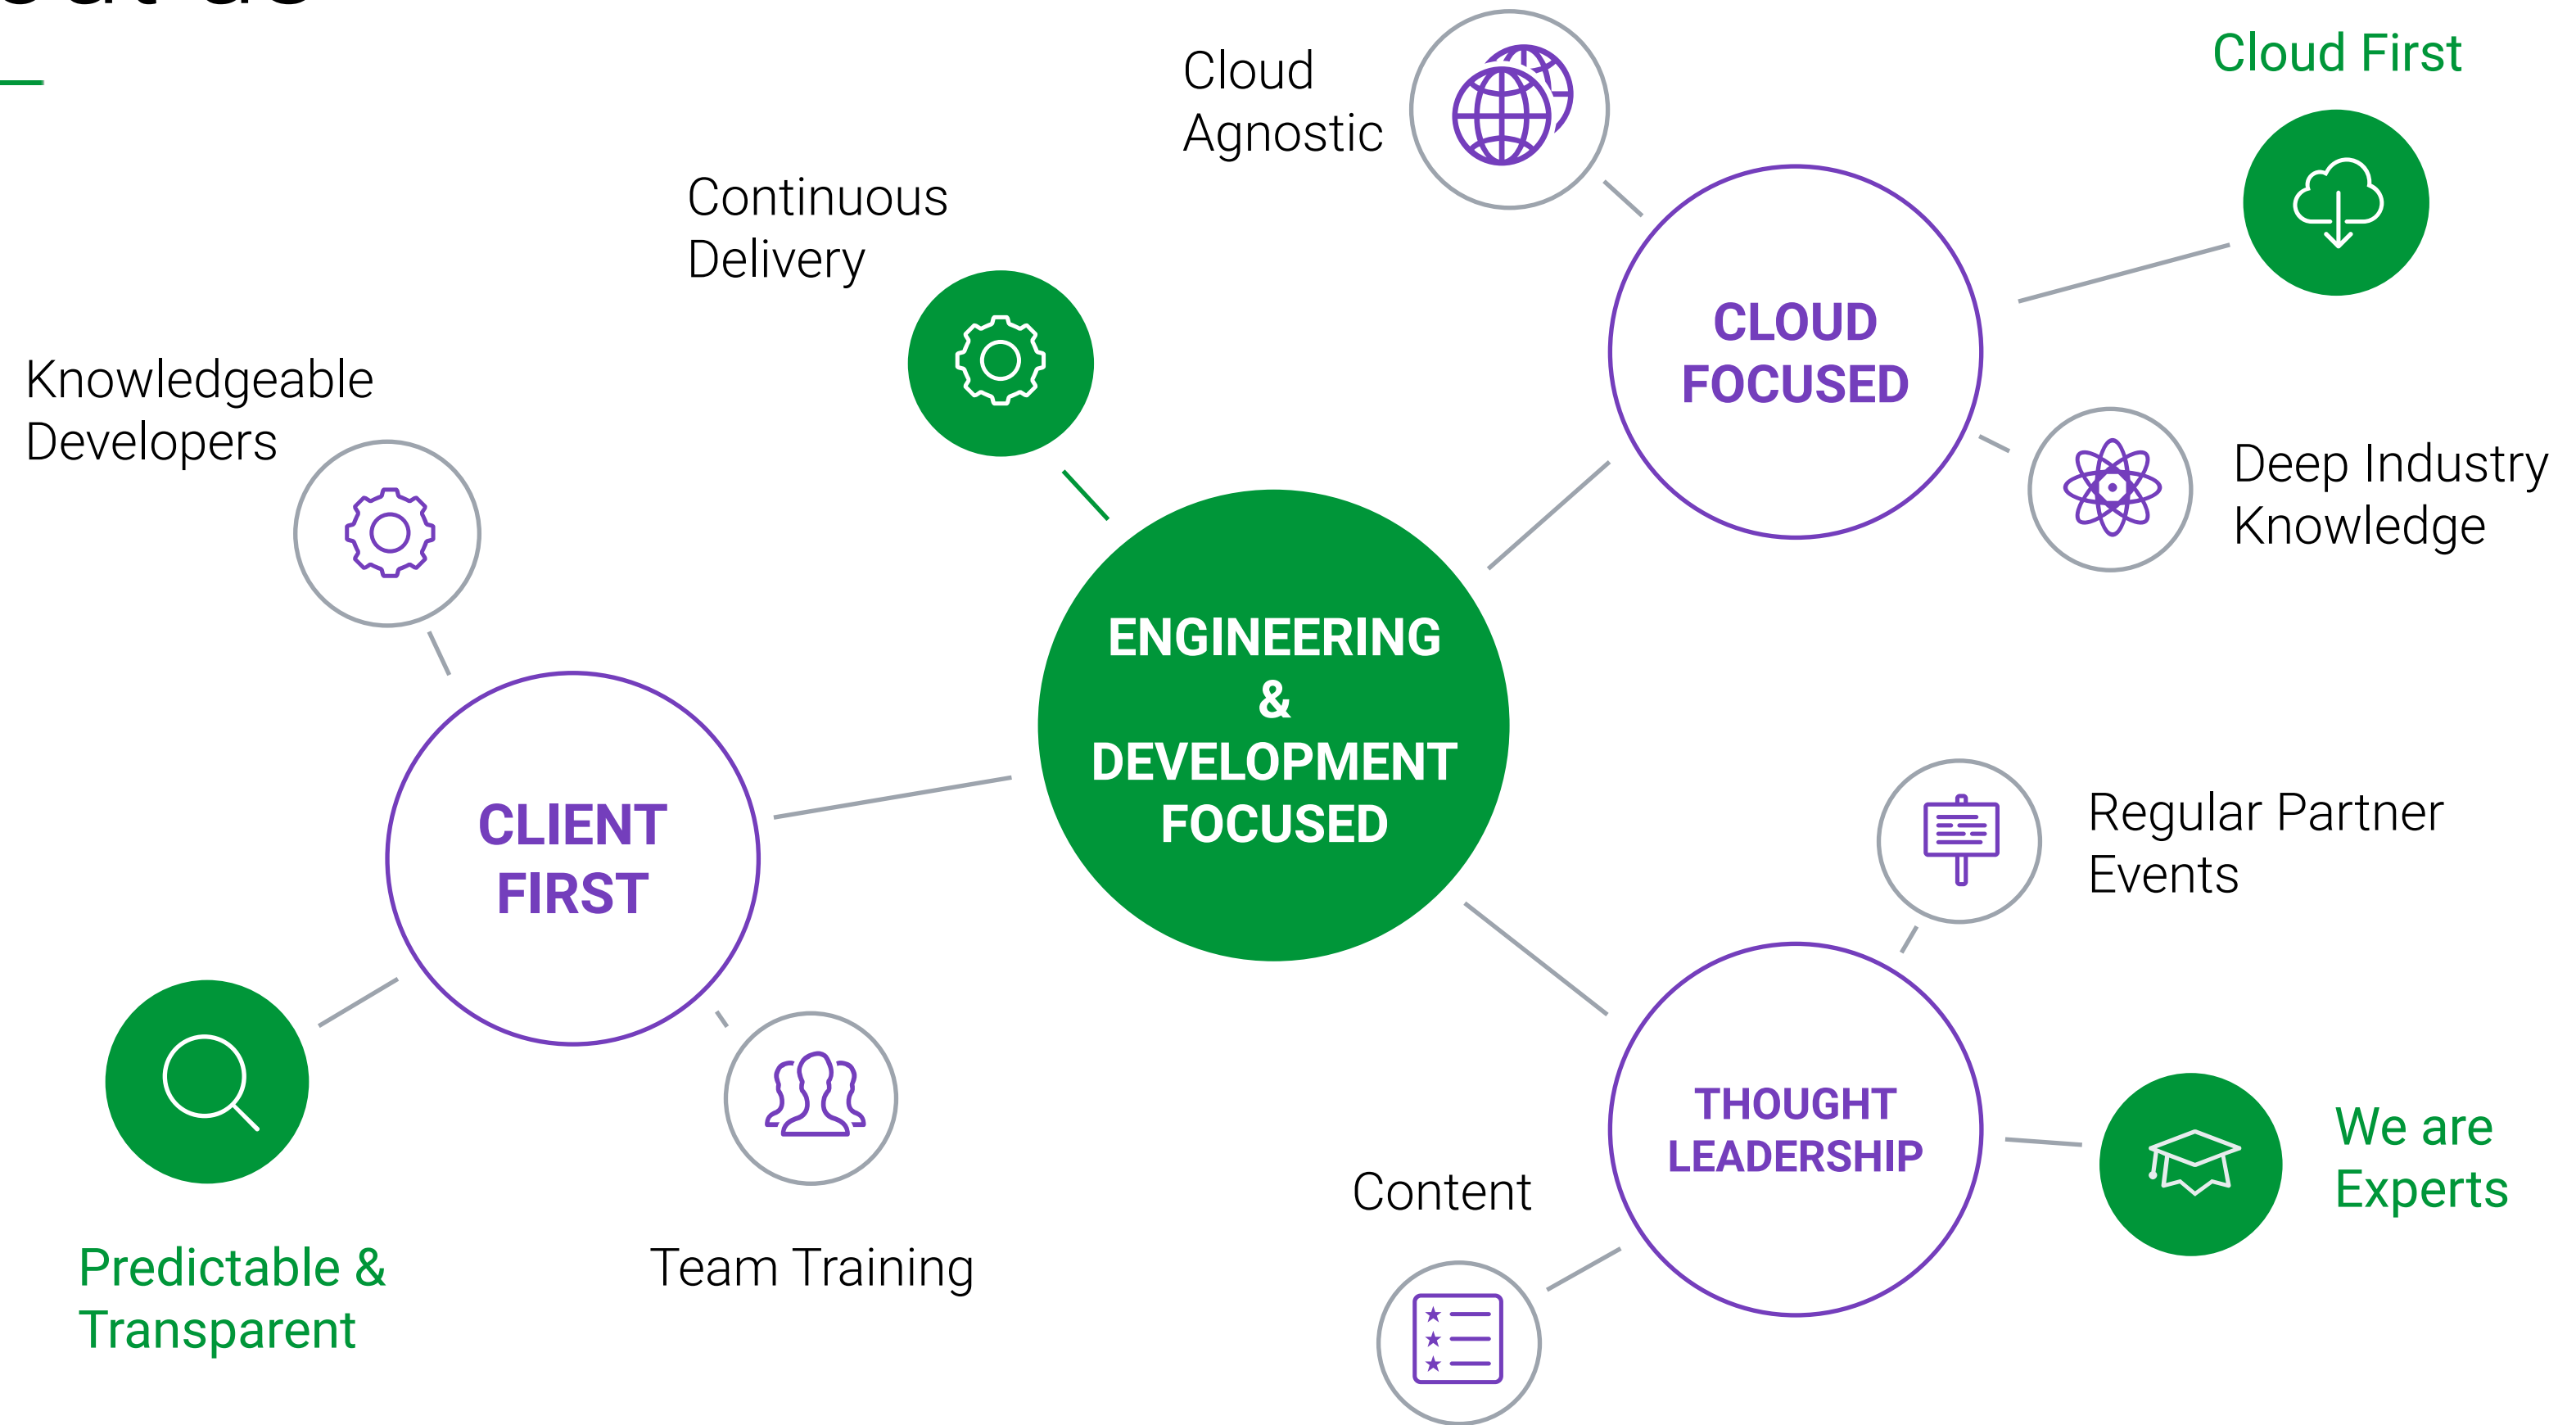 Cloud
Agnostic
Cloud First
Continuous
Delivery
CLOUD
FOCUSED
Knowledgeable
Developers
Deep Industry
Knowledge
ENGINEERING
&
DEVELOPMENT
FOCUSED
CLIENT
FIRST
Regular Partner
Events
THOUGHT
LEADERSHIP
We are
Experts
Content
Predictable &
Transparent
Team Training